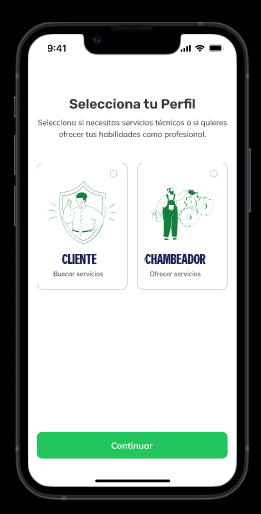 9:41
Selecciona tu Perfil
Selecciona si necesitas servicios técnicos o si quieres
ofrecer tus habilidades como profesional.
CLIENTE
Buscar servicios
CHAMBEADOR
Ofrecer servicios
Continuar